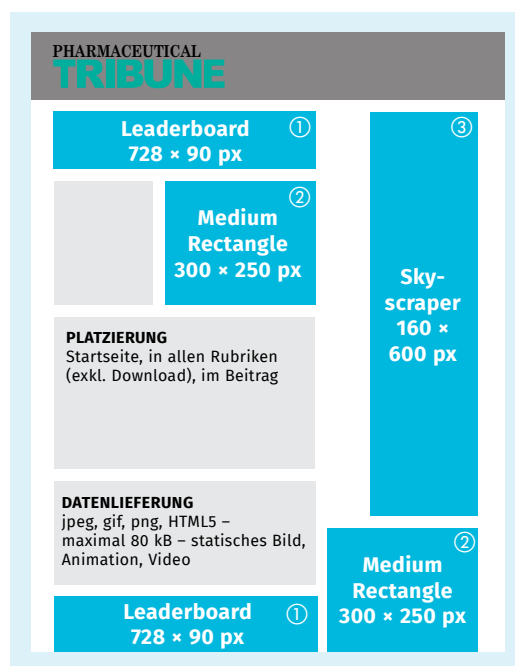 PHARMACEUTICAL
TRIBUNE
Leaderboard ①
728 × 90 px
②
Medium
Rectangle
300 × 250 px
③
Sky-
scraper
160 ×
600 px
PLATZIERUNG
Startseite, in allen Rubriken
(exkl. Download), im Beitrag
DATENLIEFERUNG
jpeg, gif, png, HTML5 –
maximal 80 kB – statisches Bild,
Animation, Video
②
Medium
Rectangle
300 × 250 px
Leaderboard ①
728 × 90 px